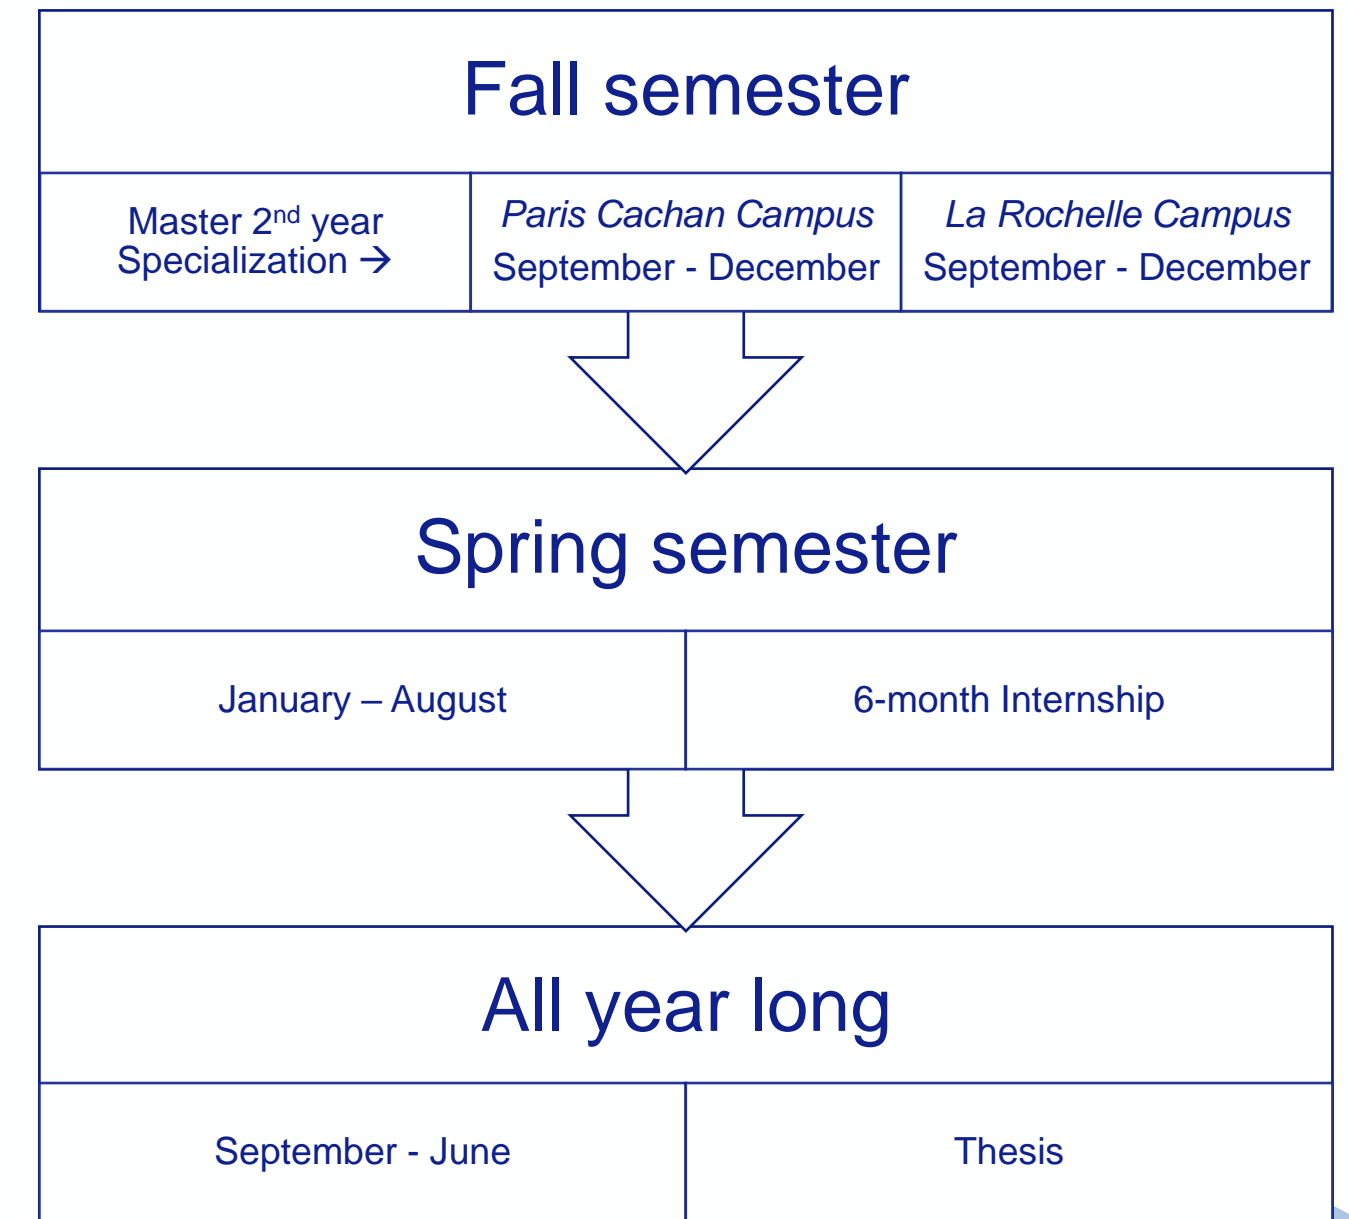 Fall semester
Master 2nd year
Specialization →
Paris Cachan Campus
September - December
La Rochelle Campus
September - December
Spring semester
January – August
6-month Internship
All year long
September - June
Thesis